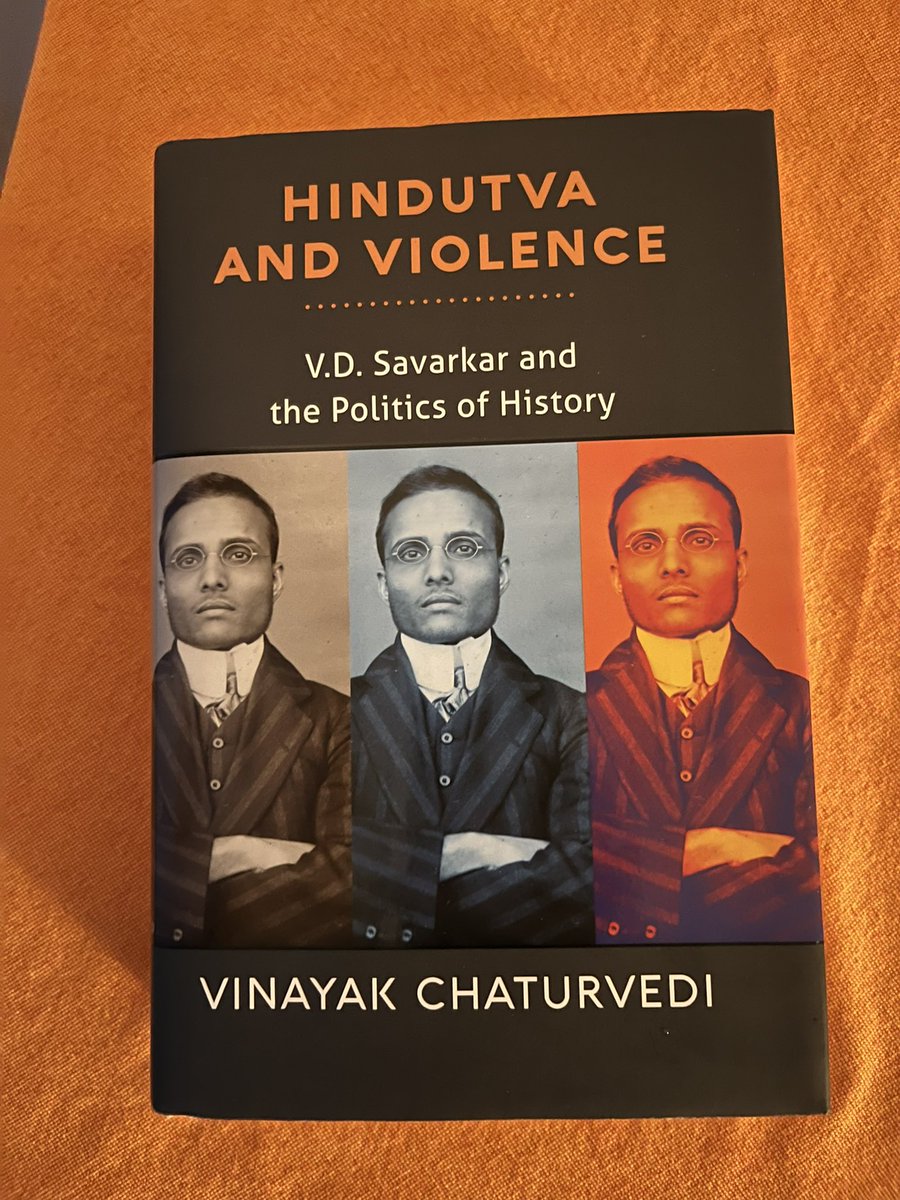 HINDUTVA
AND VIOLENCE
V.D. Savarkar and
the Politics of History
VINAYAK CHATURVEDI